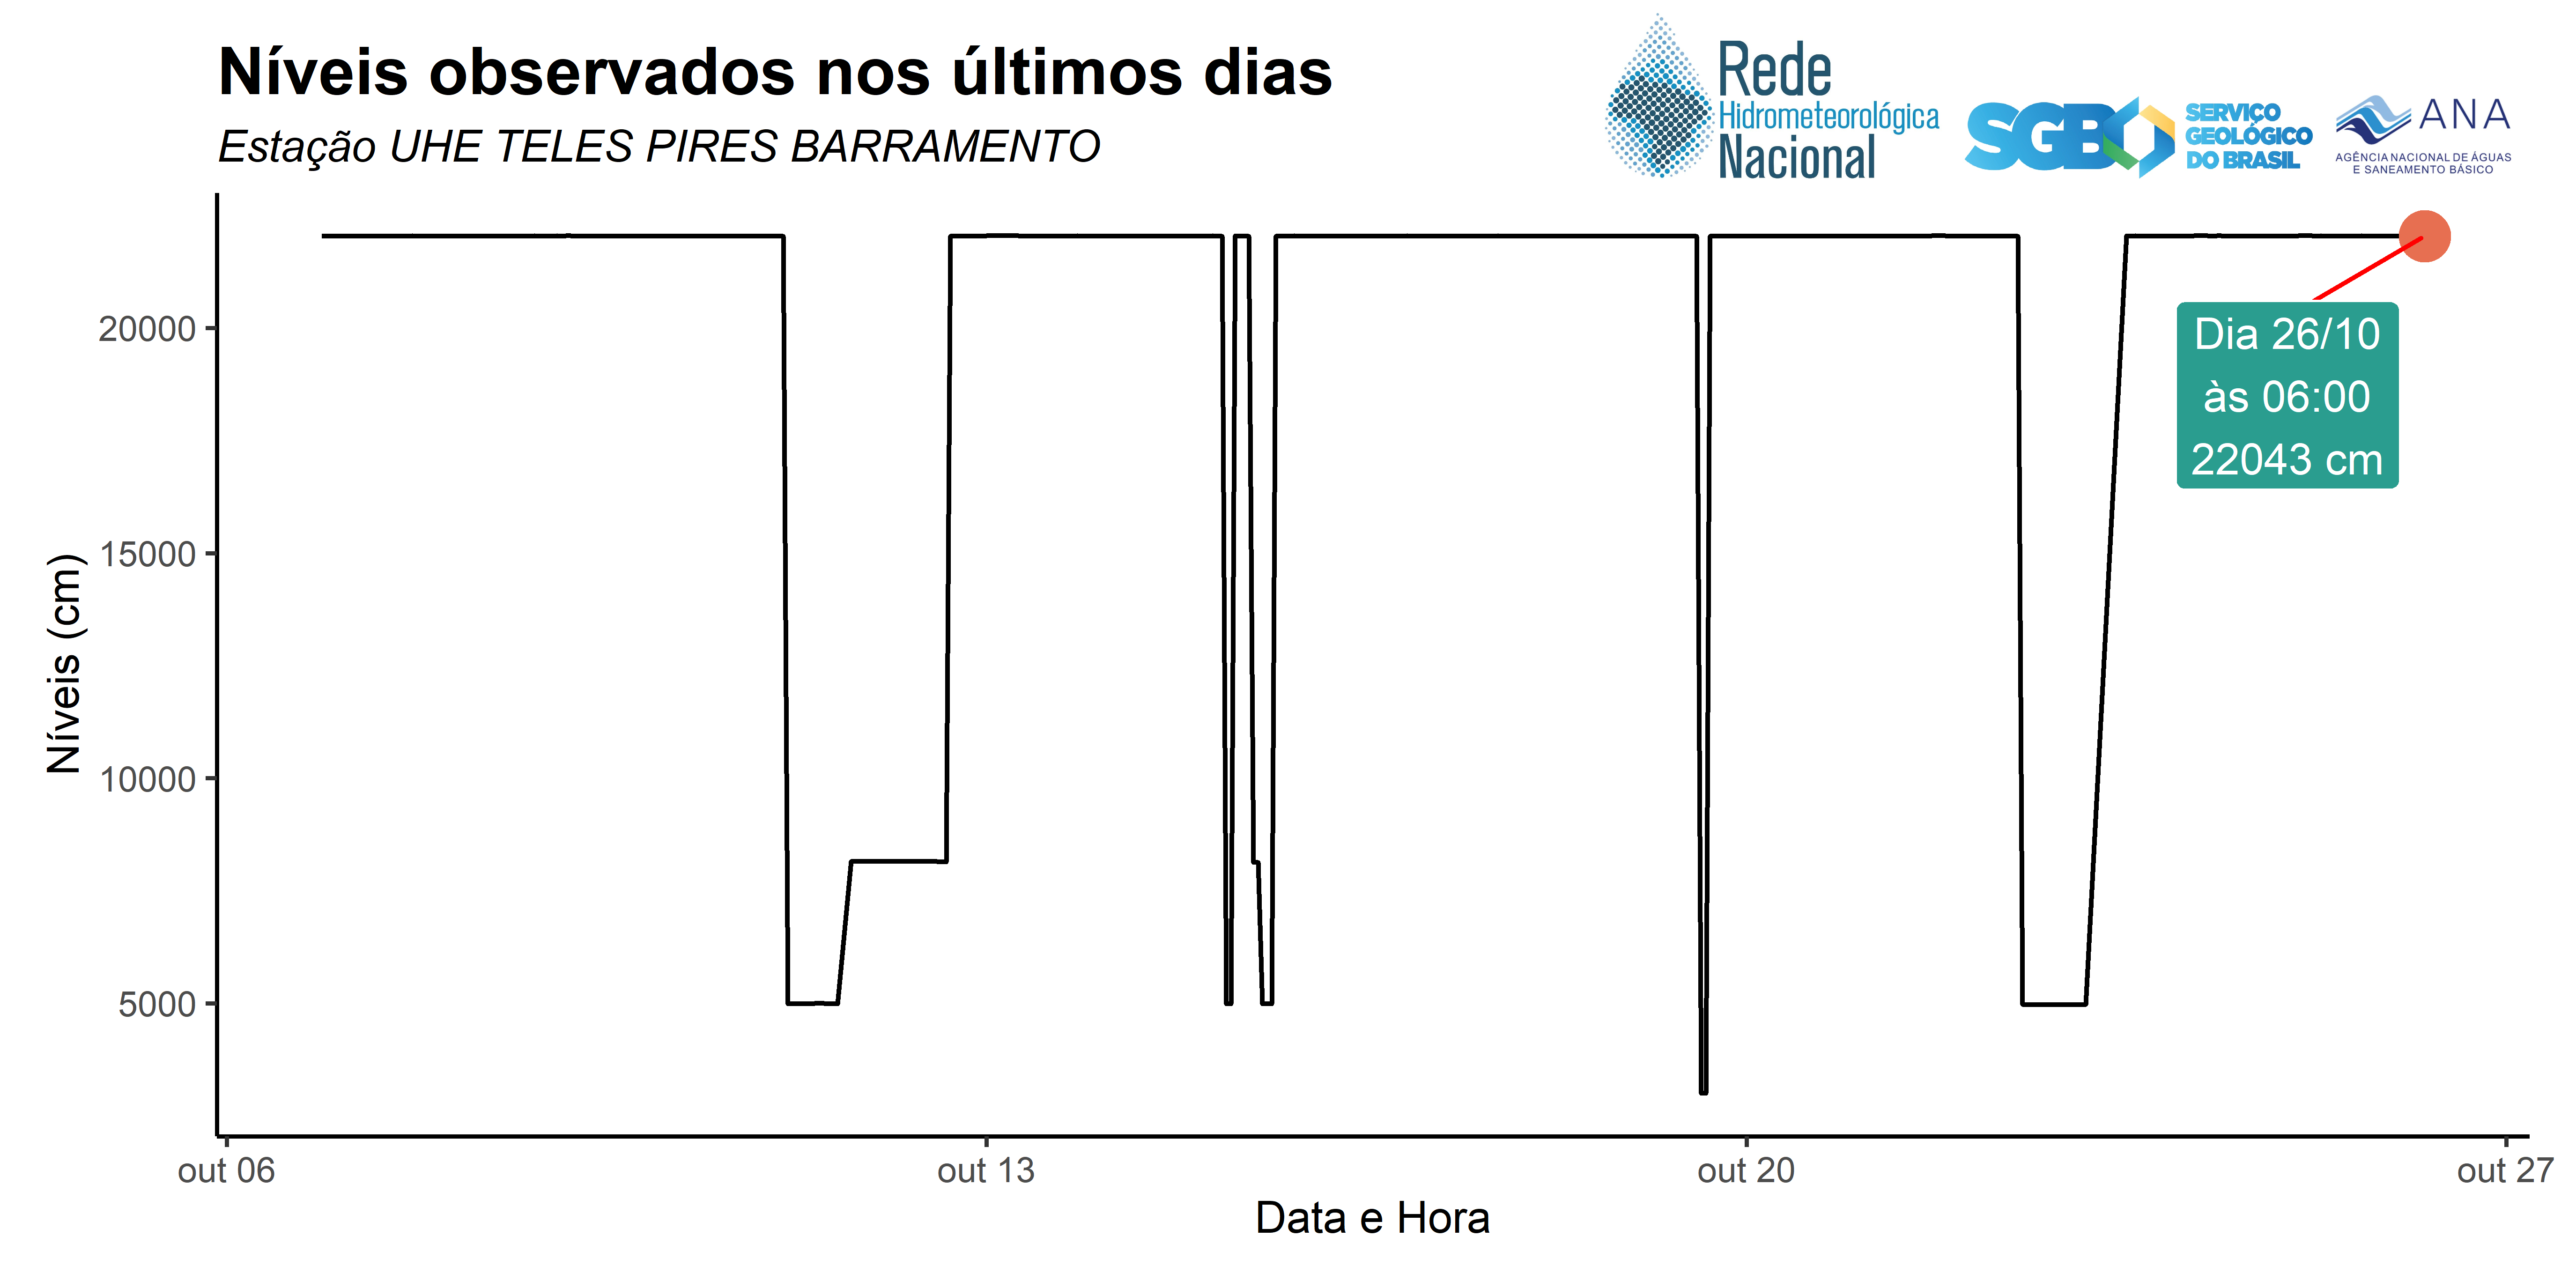 Níveis observados nos últimos dias
Estação UHE TELES PIRES BARRAMENTO
Rede
Hidrometeorológica
Nacional
SGB
SERVIÇO
GEOLÓGICO
DO BRASIL
ANA
AGÊNCIA NACIONAL DE ÁGUAS
E SANEAMENTO BÁSICO
20000
15000
10000
5000
Níveis (cm)
Dia 26/10
às 06:00
22043 cm
out 06
out 13
out 20
out 27
Data e Hora